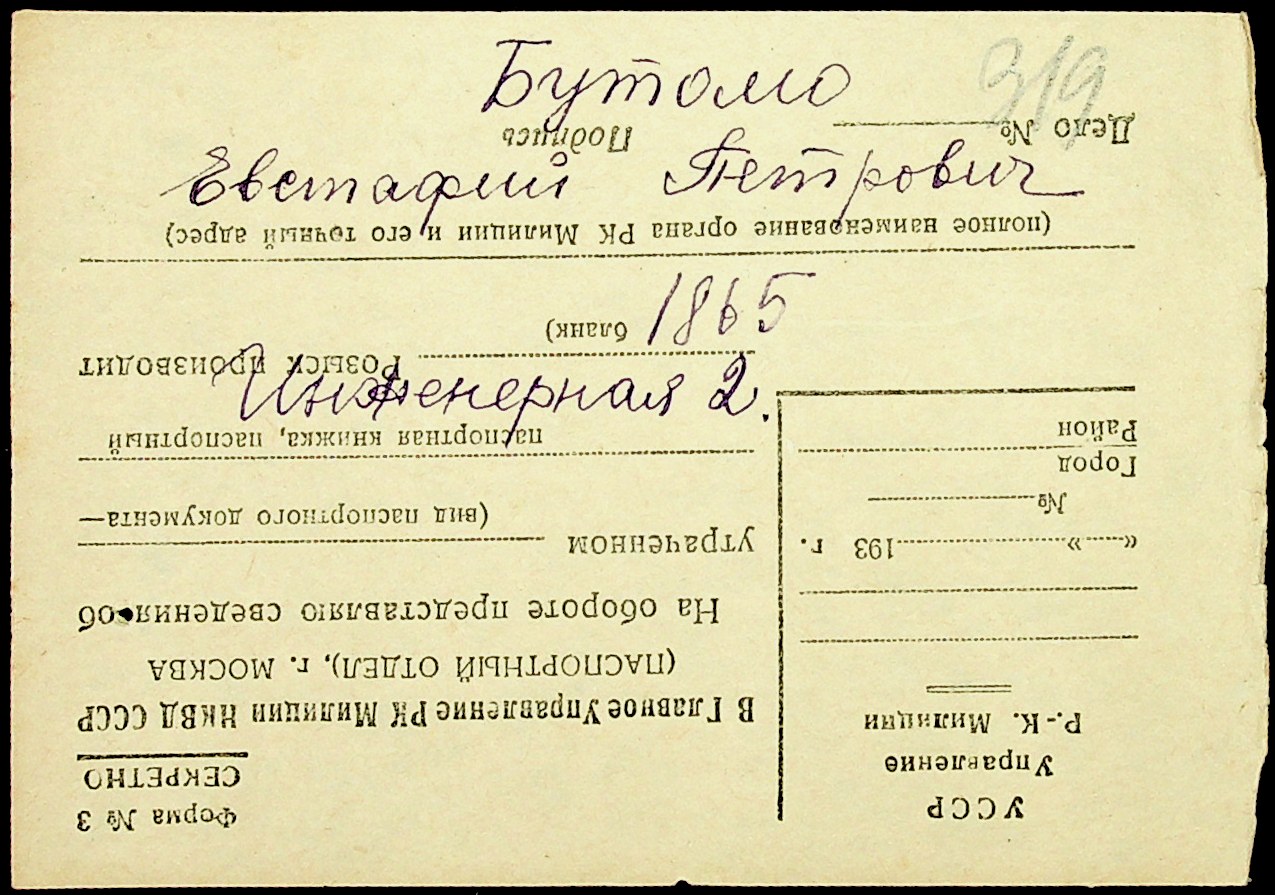 Бутомо
319
Евстафий Петрович
1865
Инженерная 2.
УССР
Управление
Р.-К. Милиции
«......»..................193 г.
№
Город
Район
Форма № 3
СЕКРЕТНО
В Главное Управление РК Милиции НКВД СССР
(ПАСПОРТНЫЙ ОТДЕЛ), г. МОСКВА
На обороте представляю сведения об
утраченном
(вид паспортного документа—
паспортная книжка, паспортный
бланк)
Розыск производит
(полное наименование органа РК Милиции и его точный адрес)
Дело №
Подпись